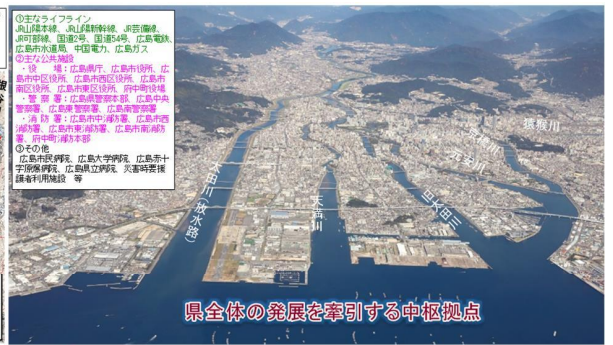 ①主なライフライン
JR山陽本線、JR山陽新幹線、JR芸備線、
JR可部線、国道2号、国道54号、広島電鉄、
広島市水道局、中国電力、広島ガス
②主な公共施設
・役　　場：広島県庁、広島市役所、広
島市中区役所、広島市西区役所、広島市
南区役所、広島市東区役所、府中町役場
・警 察 署：広島県警察本部、広島中央
警察署、広島東警察署、広島南警察署
・消 防 署：広島市中消防署、広島市西
消防署、広島市東消防署、広島市南消防
署、府中町消防本部
③その他
広島市民病院、広島大学病院、広島赤十
字原爆病院、広島県立病院、災害時要援
護者利用施設　等
猿猴川
太田川(放水路)
天満川
旧太田川
県全体の発展を牽引する中枢拠点